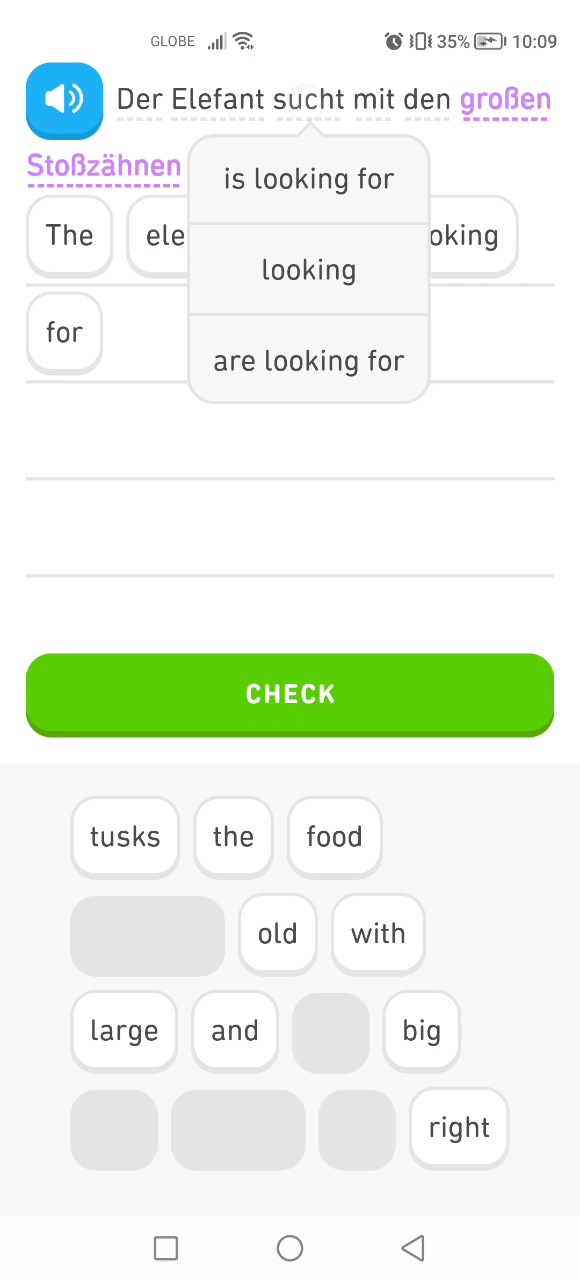 GLOBE 35% 10:09
Der Elefant sucht mit den großen
Stoßzähnen
is looking for
looking
are looking for
The
for
CHECK
tusks the food
old with
large and big
right